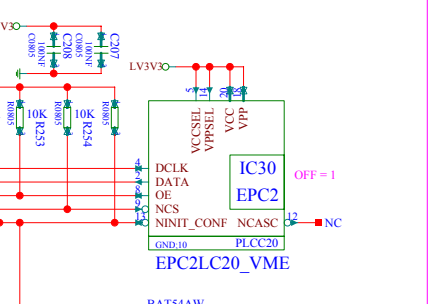 V3
C0805
100NF
C208
C0805
100NF
C207
LV3V3
5
14
20
18
VCCSEL
VPPSEL
VCC
VPP
R0805
10K
R253
R0805
10K
R254
R0805
4
DCLK
2
DATA
8
OE
9
NCS
13
NINIT_CONF
NCASC
12
NC
IC30
EPC2
OFF = 1
GND;10
PLCC20
EPC2LC20_VME
BAT54AW